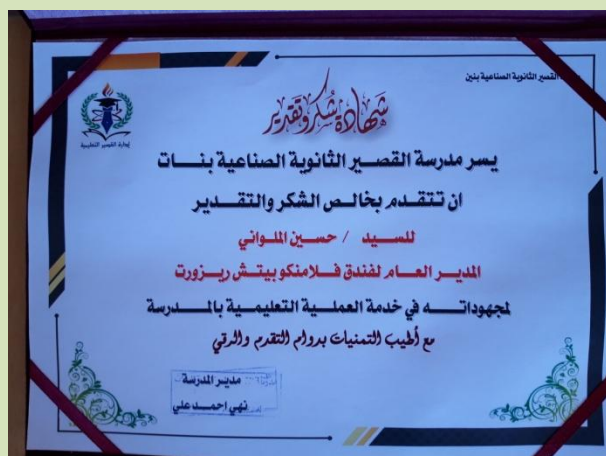 القصير الثانوية الصناعية بنين
إدارة القصير التعليمية
شهادة شكر وتقدير
يسر مدرسة القصير الثانوية الصناعية بنات
ان تتقدم بخالص الشكر والتقدير
للسيد / حسين الملواني
المدير العام لفندق فلامنكو بيتش ريزورت
لمجهوداته في خدمة العملية التعليمية بالمدرسة
مع أطيب التمنيات بدوام التقدم والرقي
مدير المدرسة
نهي احمد علي